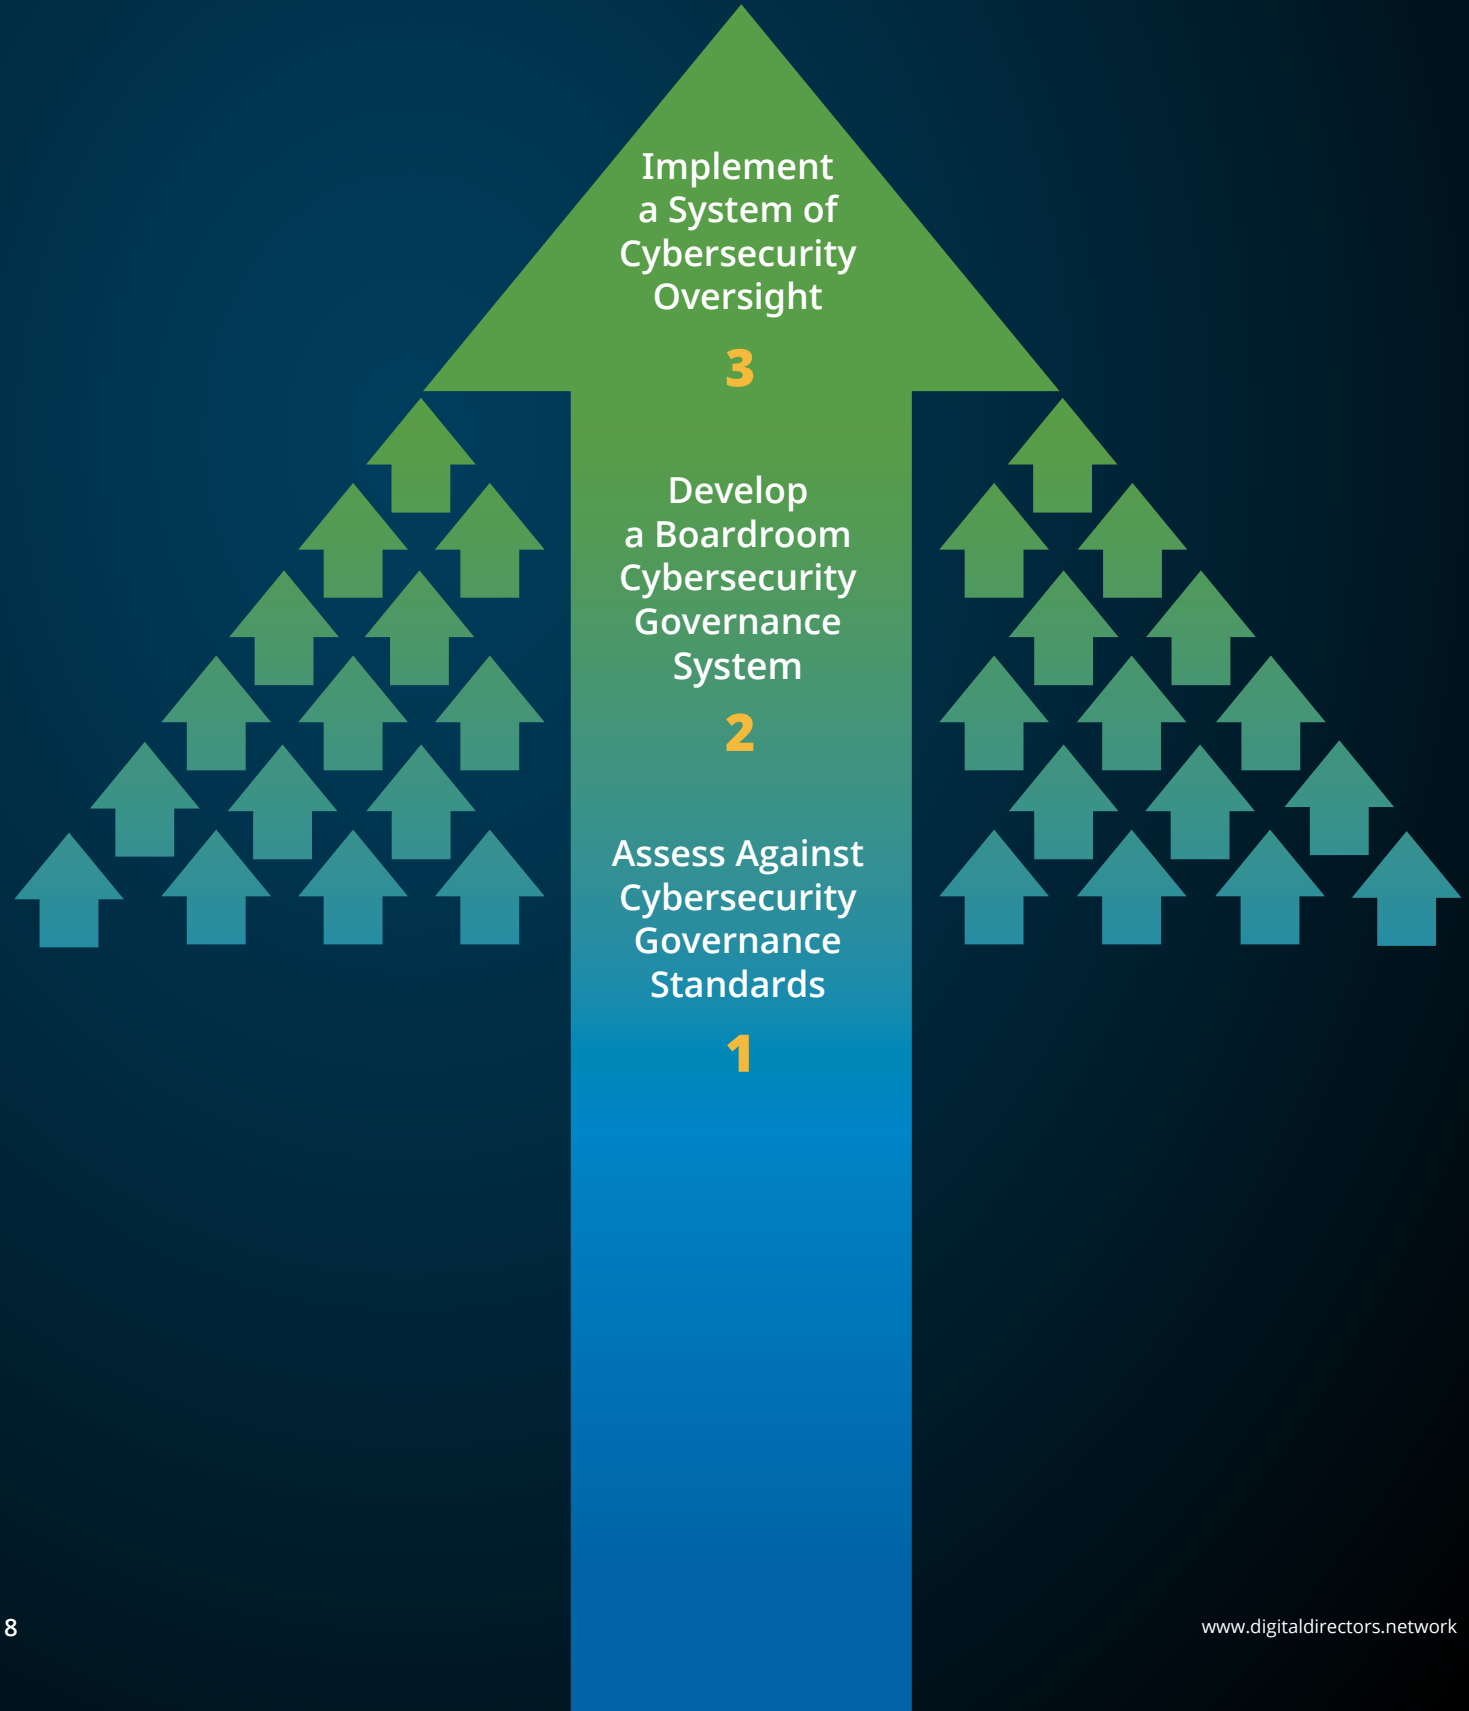 Implement
a System of
Cybersecurity
Oversight
3
Develop
a Boardroom
Cybersecurity
Governance
System
2
Assess Against
Cybersecurity
Governance
Standards
1
8
www.digitaldirectors.network